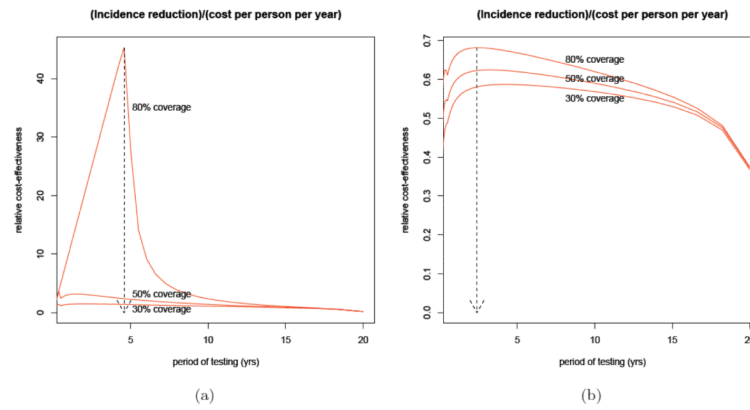 (Incidence reduction)/(cost per person per year)
relative cost-effectiveness
40
30
20
10
0
80% coverage
50% coverage
30% coverage
5
10
15
20
period of testing (yrs)
(a)
(Incidence reduction)/(cost per person per year)
relative cost-effectiveness
0.7
0.6
0.5
0.4
0.3
0.2
0.1
0.0
80% coverage
50% coverage
30% coverage
5
10
15
20
period of testing (yrs)
(b)